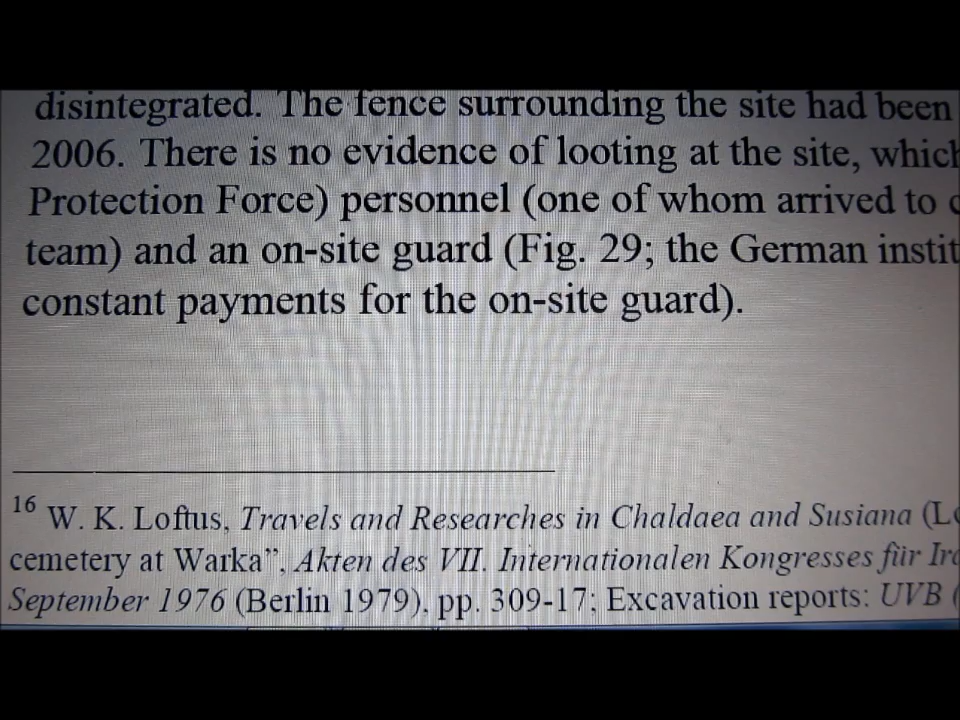 disintegrated. The fence surrounding the site had been
2006. There is no evidence of looting at the site, which
Protection Force) personnel (one of whom arrived to
team) and an on-site guard (Fig. 29; the German instit
constant payments for the on-site guard).
16 W. K. Loftus, Travels and Researches in Chaldaea and Susiana (L
cemetery at Warka”, Akten des VII. Internationalen Kongresses für Ira
September 1976 (Berlin 1979), pp. 309-17; Excavation reports: UVB (